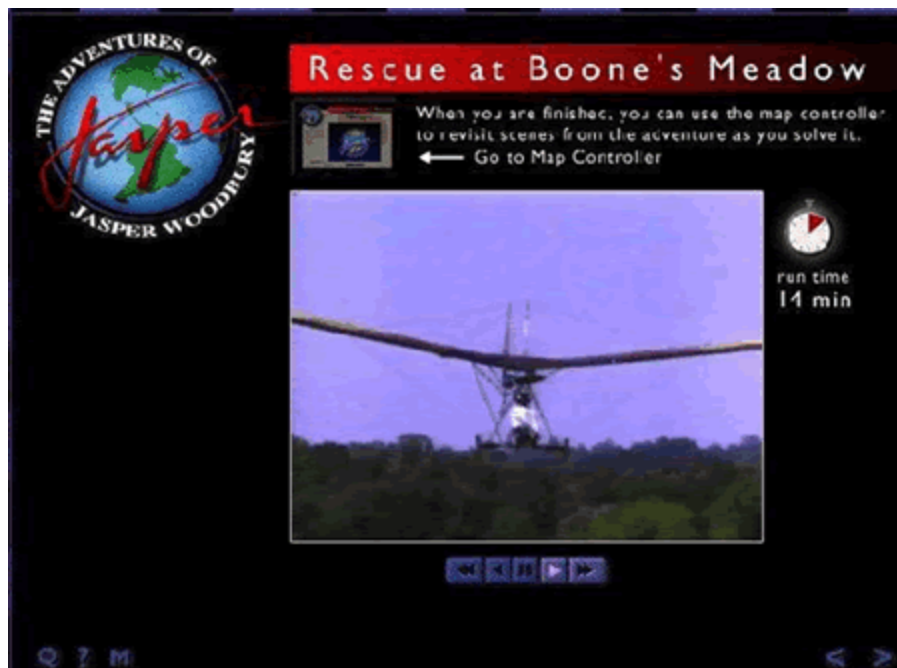 THE ADVENTURES OF
Jasper
JASPER WOODBURY
Rescue at Boone's Meadow
When you are finished, you can use the map controller
to revisit scenes from the adventure as you solve it.
Go to Map Controller
run time
14 min
Q ? M
< >